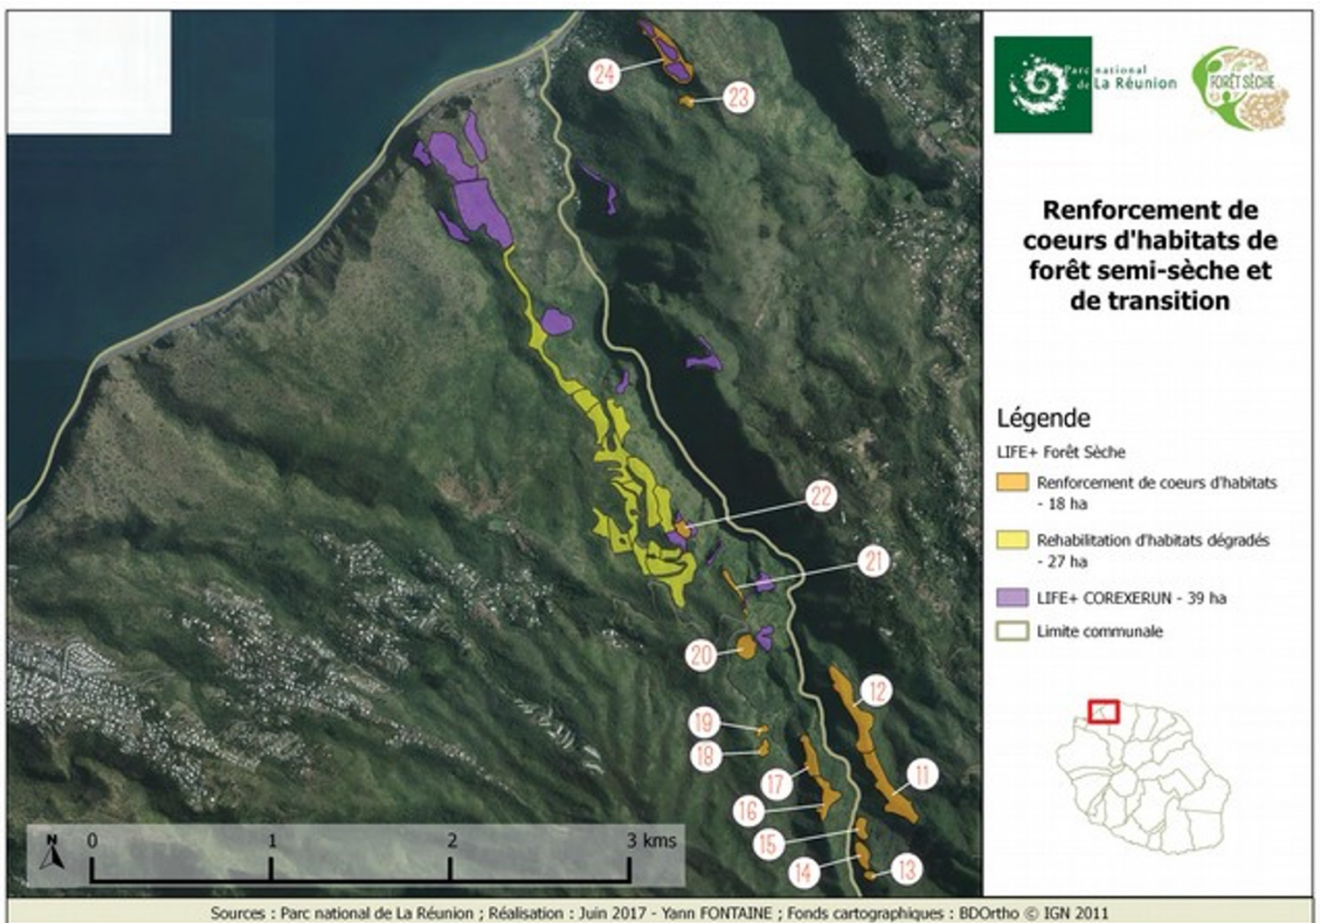 24
23
22
21
20
12
19
18
17
11
16
15
14
13
N
0 1 2 3 kms
Parc national
de La Réunion
FORÊT SÈCHE
Renforcement de
coeurs d'habitats de
forêt semi-sèche et
de transition
Légende
LIFE+ Forêt Sèche
Renforcement de coeurs d'habitats
- 18 ha
Rehabilitation d'habitats dégradés
- 27 ha
LIFE+ COREXERUN - 39 ha
Limite communale
Sources : Parc national de La Réunion ; Réalisation : Juin 2017 - Yann FONTAINE ; Fonds cartographiques : BDOrtho © IGN 2011